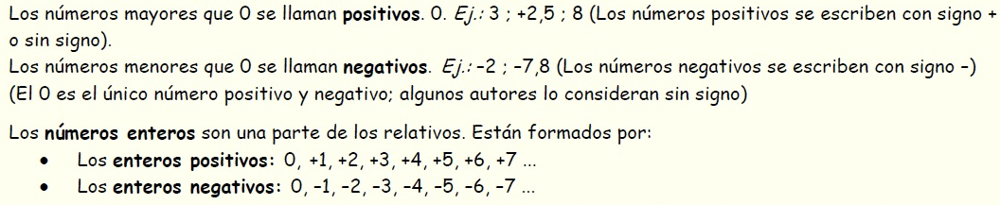 Los números mayores que 0 se llaman positivos. 0. Ej.: 3 ; +2,5 ; 8 (Los números positivos se escriben con signo +
o sin signo).
Los números menores que 0 se llaman negativos. Ej.: -2 ; -7,8 (Los números negativos se escriben con signo -)
(El 0 es el único número positivo y negativo; algunos autores lo consideran sin signo)
Los números enteros son una parte de los relativos. Están formados por:
• Los enteros positivos: 0, +1, +2, +3, +4, +5, +6, +7 ...
• Los enteros negativos: 0, -1, -2, -3, -4, -5, -6, -7 ...